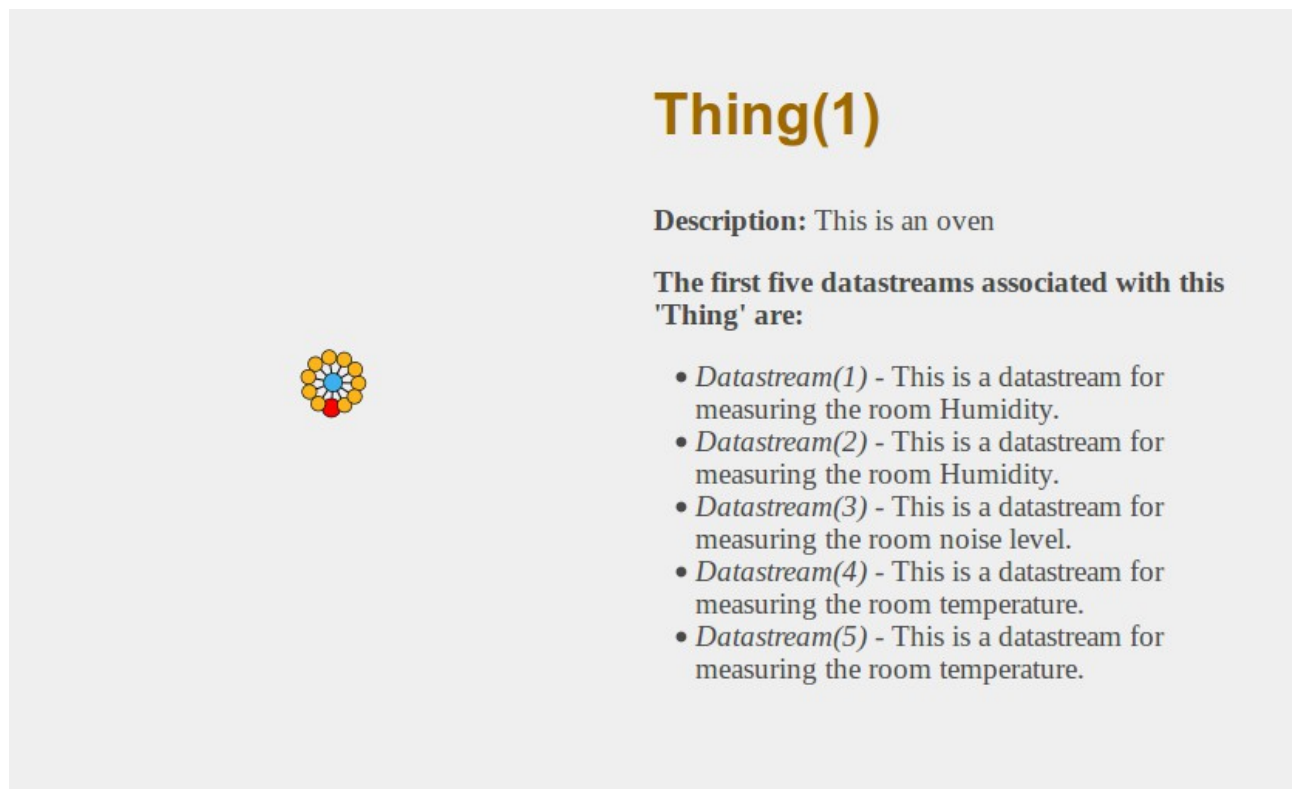 Thing(1)
Description: This is an oven
The first five datastreams associated with this
'Thing' are:
• Datastream(1) - This is a datastream for
measuring the room Humidity.
• Datastream(2) - This is a datastream for
measuring the room Humidity.
• Datastream(3) - This is a datastream for
measuring the room noise level.
• Datastream(4) - This is a datastream for
measuring the room temperature.
• Datastream(5) - This is a datastream for
measuring the room temperature.